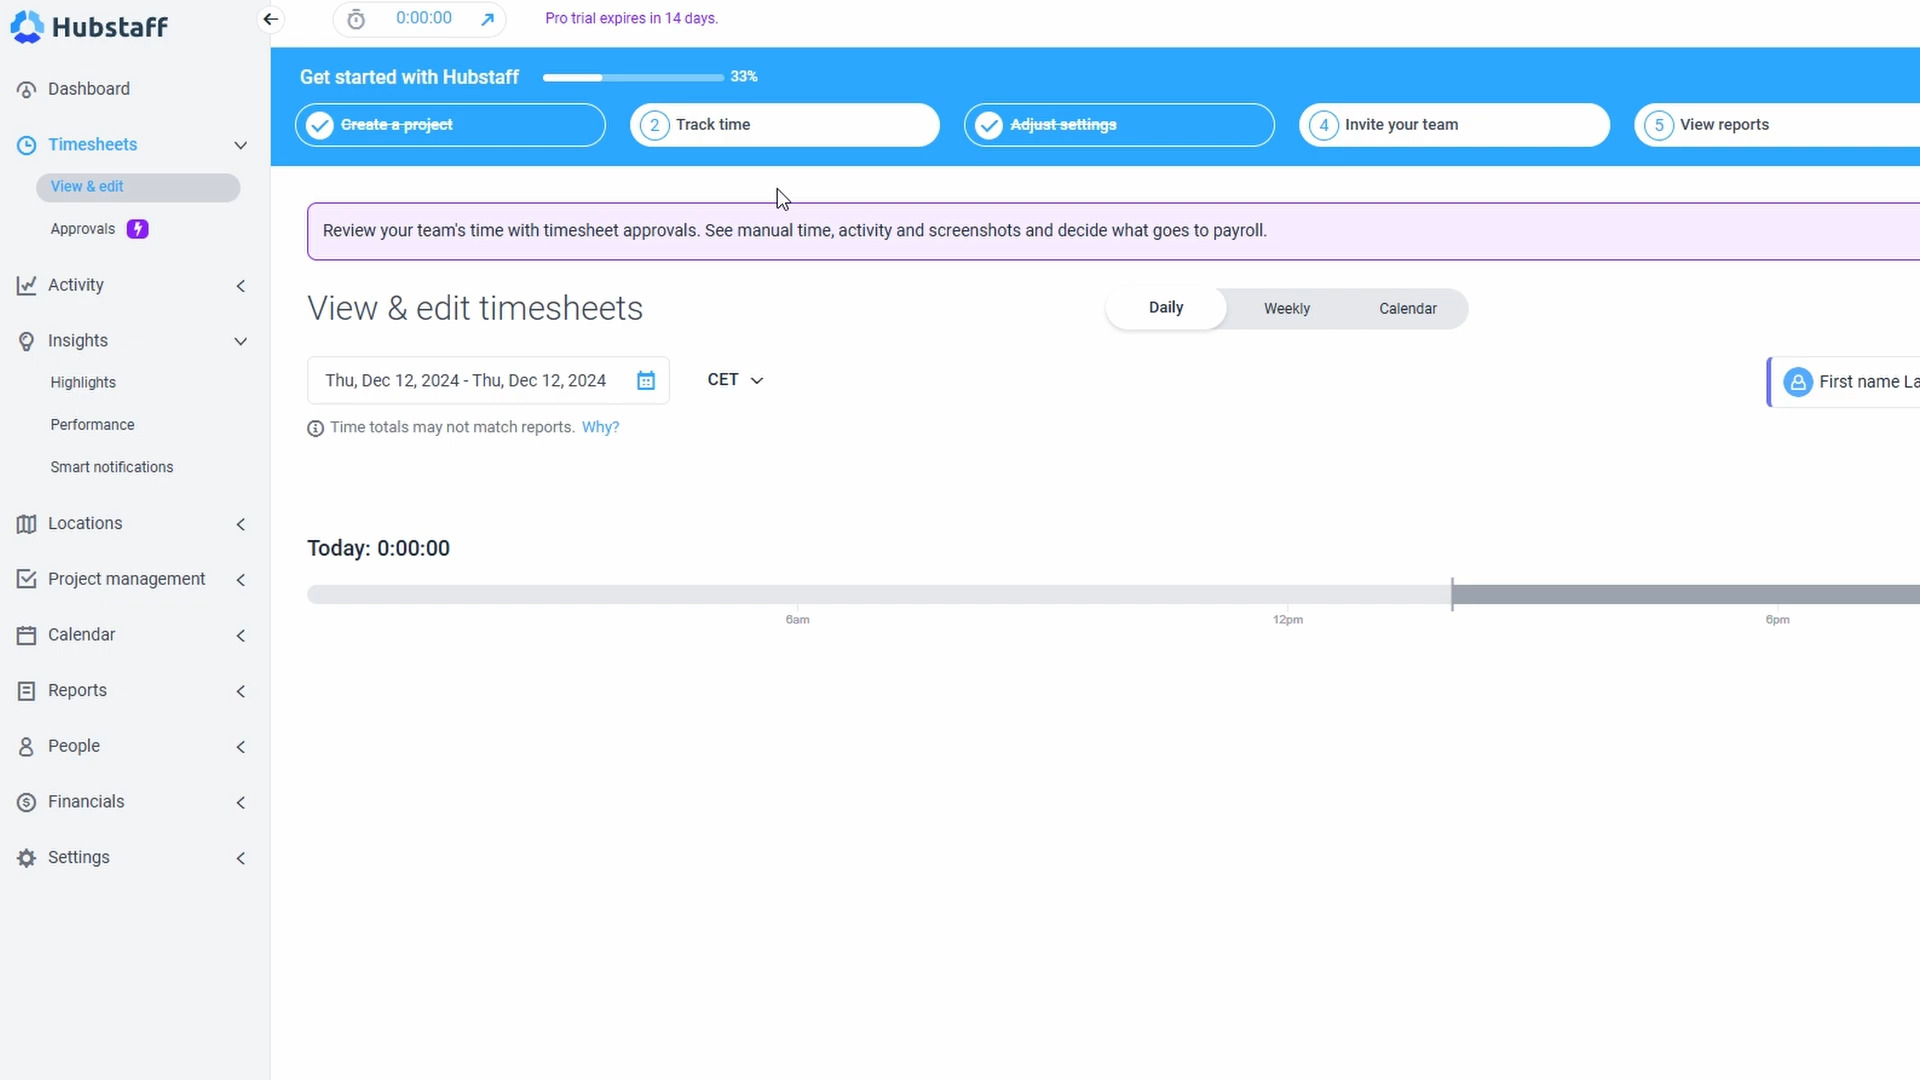 Hubstaff
0:00:00
Pro trial expires in 14 days.
Get started with Hubstaff
33%
Create a project
2 Track time
Adjust settings
4 Invite your team
5 View reports
Dashboard
Timesheets
View & edit
Approvals
Activity
Insights
Highlights
Performance
Smart notifications
Locations
Project management
Calendar
Reports
People
Financials
Settings
Review your team's time with timesheet approvals. See manual time, activity and screenshots and decide what goes to payroll.
View & edit timesheets
Daily
Weekly
Calendar
Thu, Dec 12, 2024 - Thu, Dec 12, 2024
CET
First name La
Time totals may not match reports. Why?
Today: 0:00:00
6am
12pm
6pm